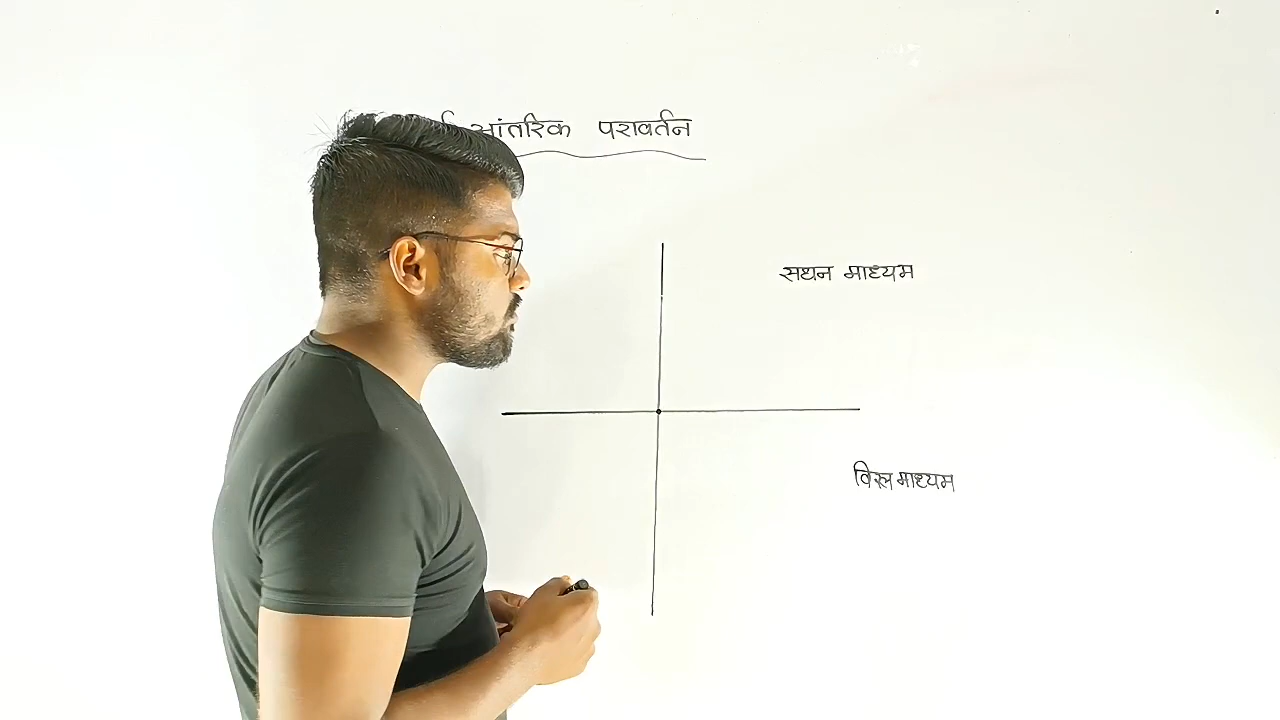 आंतरिक परावर्तन
सघन माध्यम
विरल माध्यम